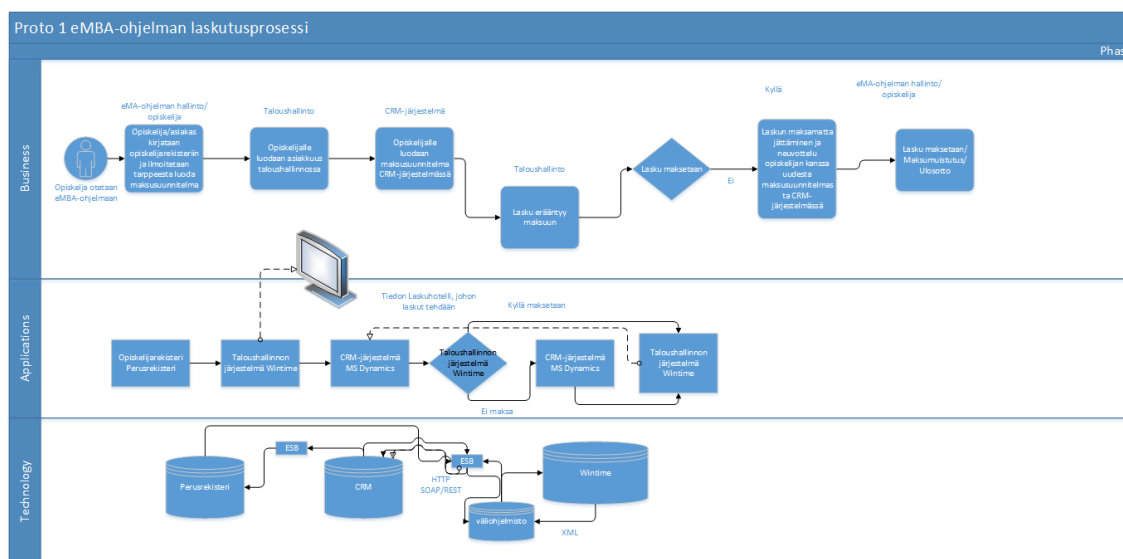 Proto 1 eMBA-ohjelman laskutusprosessi
Phas
Business
eMA-ohjelman hallinto/
opiskelija
Taloushallinto
CRM-järjestelmä
Kyllä
eMA-ohjelman hallinto/
opiskelija
Opiskelija otetaan
eMBA-ohjelmaan
Opiskelija/asiakas
kirjataan
opiskelijarekisteriin
ja ilmoitetaan
tarpeesta luoda
maksusuunnitelma
Opiskelijalle
luodaan asiakkuus
taloushallinnossa
Opiskelijalle
luodaan
maksusuunnitelma
CRM-järjestelmässä
Taloushallinto
Lasku erääntyy
maksuun
Lasku maksetaan
Ei
Laskun maksamatta
jättäminen ja
neuvottelu
opiskelijan kanssa
uudesta
maksusuunnitelmas
ta CRM-
järjestelmässä
Lasku maksetaan/
Maksumuistutus/
Ulosotto
Applications
Tiedon Laskuhotelli, johon
laskut tehdään
Kyllä maksetaan
Opiskelijarekisteri
Perusrekisteri
Taloushallinnon
järjestelmä Wintime
CRM-järjestelmä
MS Dynamics
Taloushallinnon
järjestelmä
Wintime
CRM-järjestelmä
MS Dynamics
Taloushallinnon
järjestelmä
Wintime
Ei maksa
Technology
Perusrekisteri
ESB
CRM
ESB
HTTP
SOAP/REST
väliohjelmisto
Wintime
XML